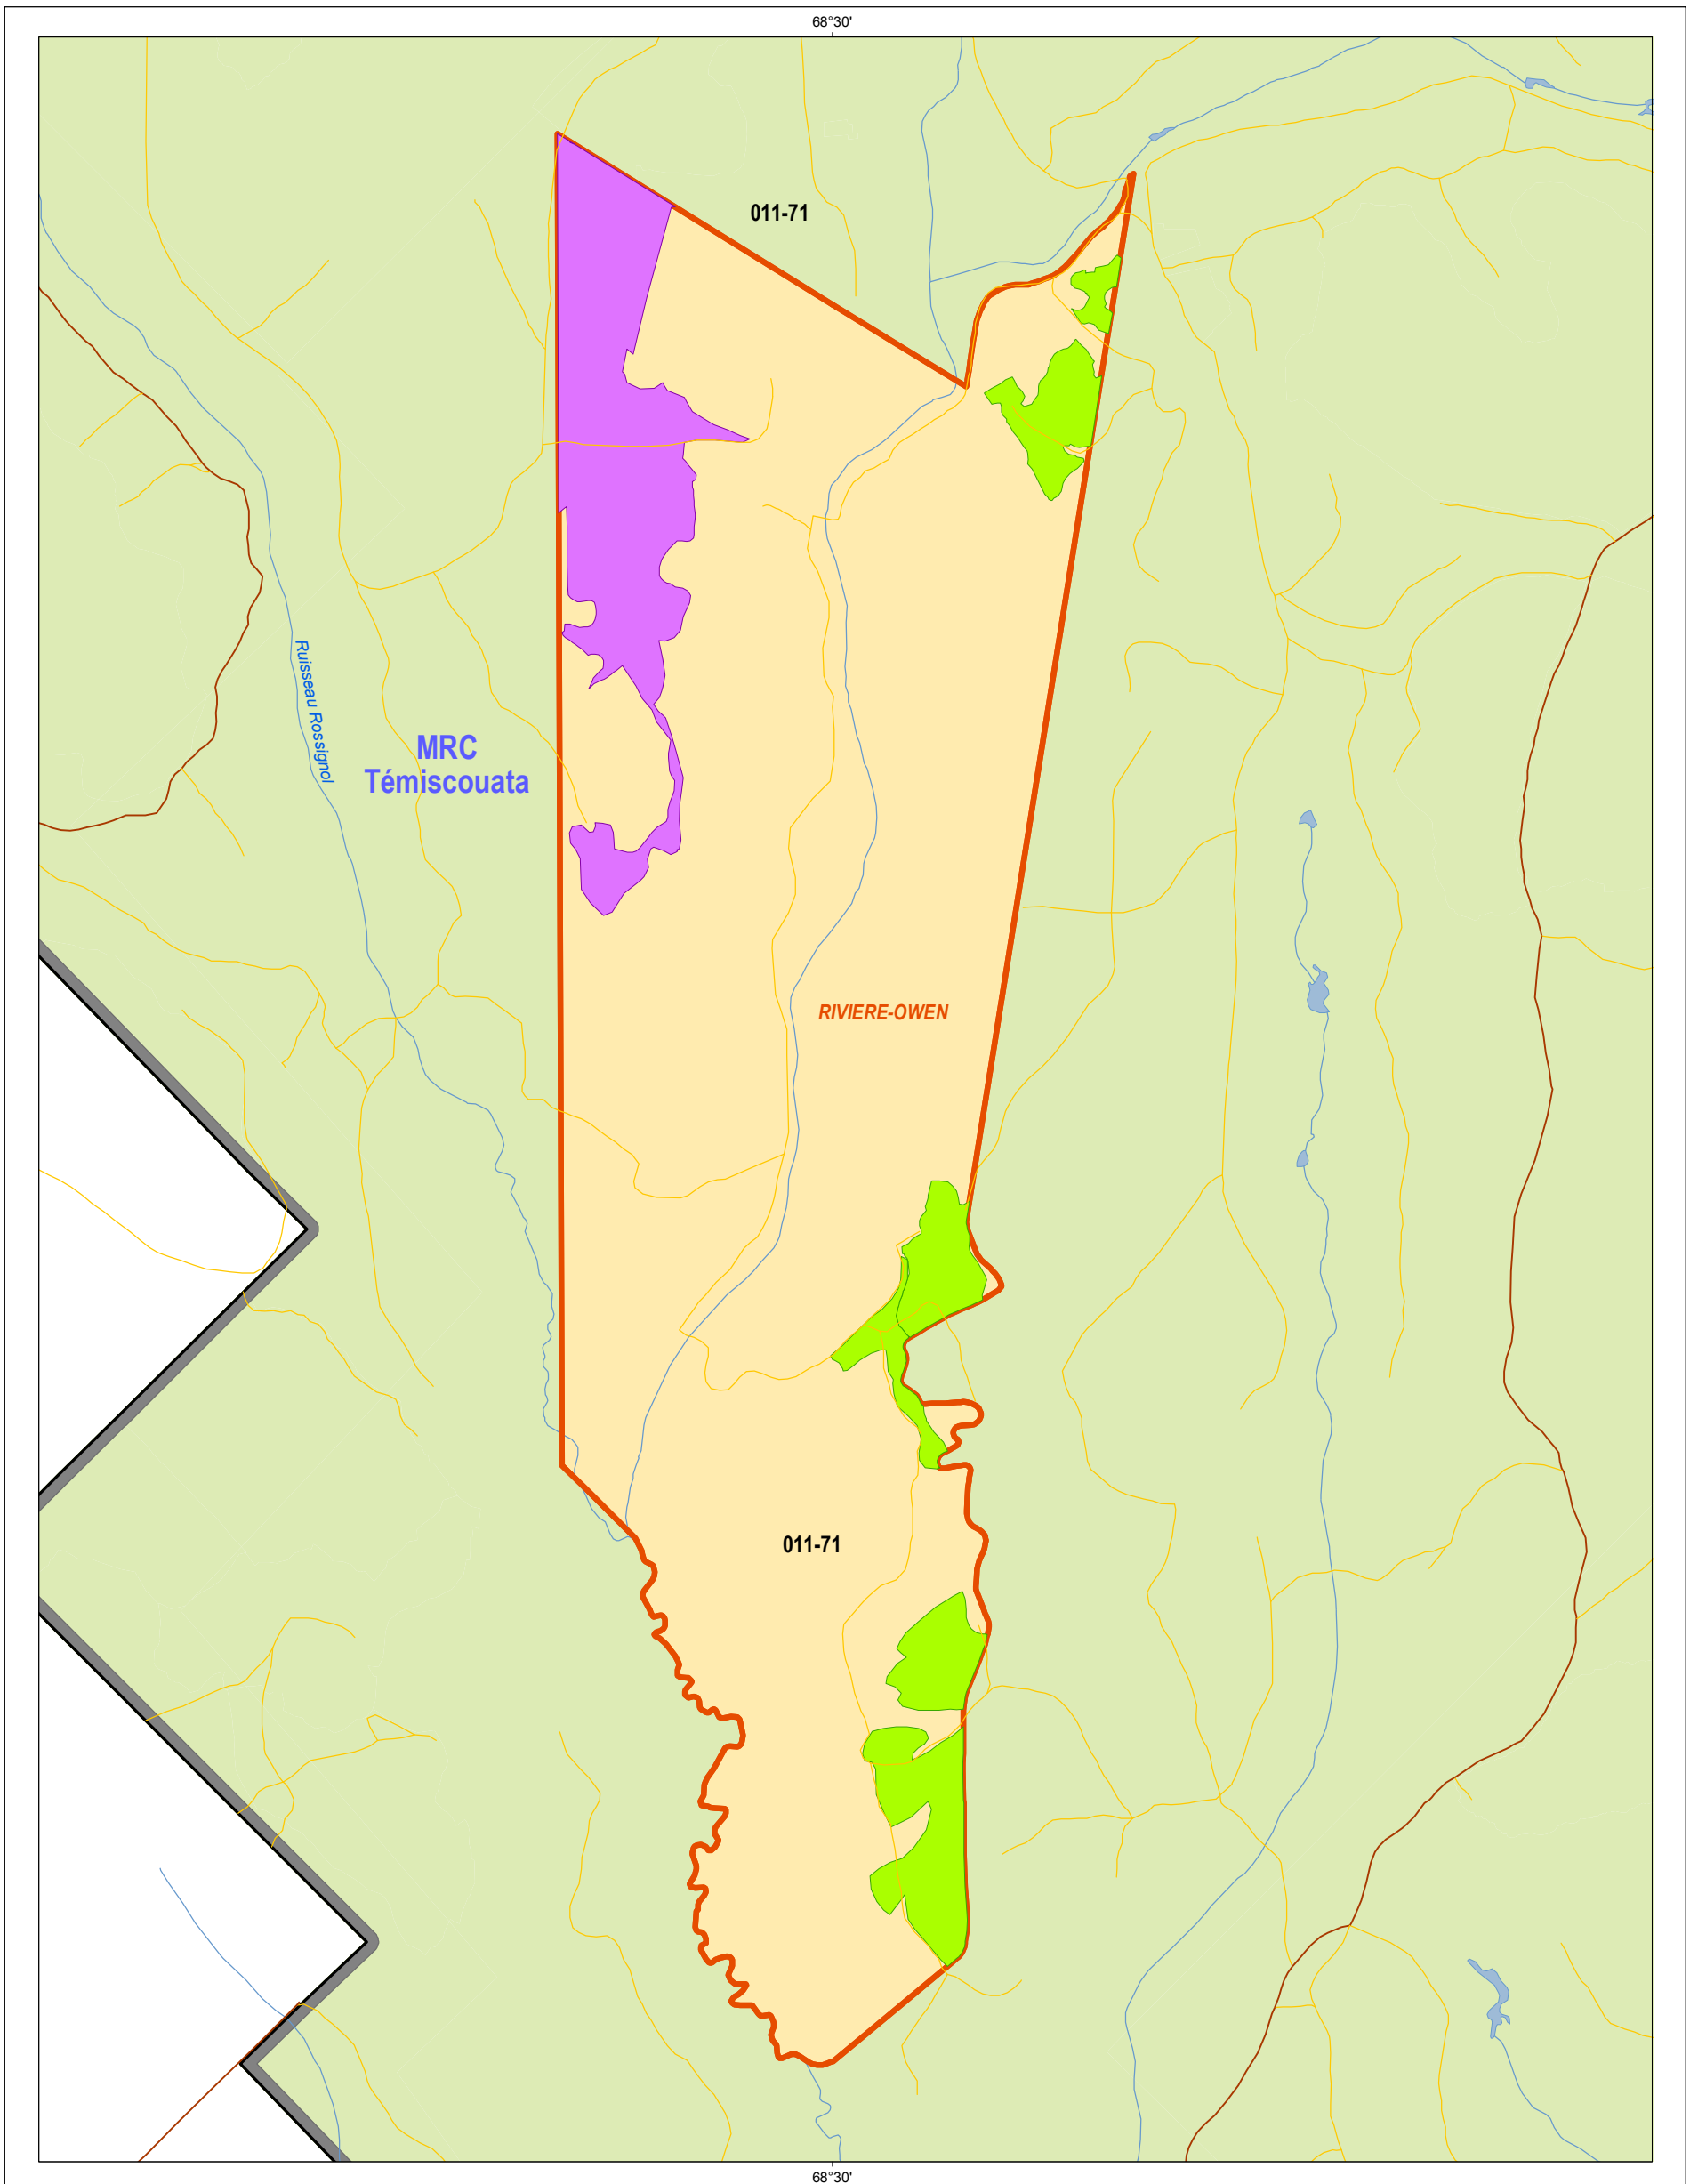 68°30'
011-71
Ruisseau Rossignol
MRC
Témiscouata
RIVIERE-OWEN
011-71
68°30'